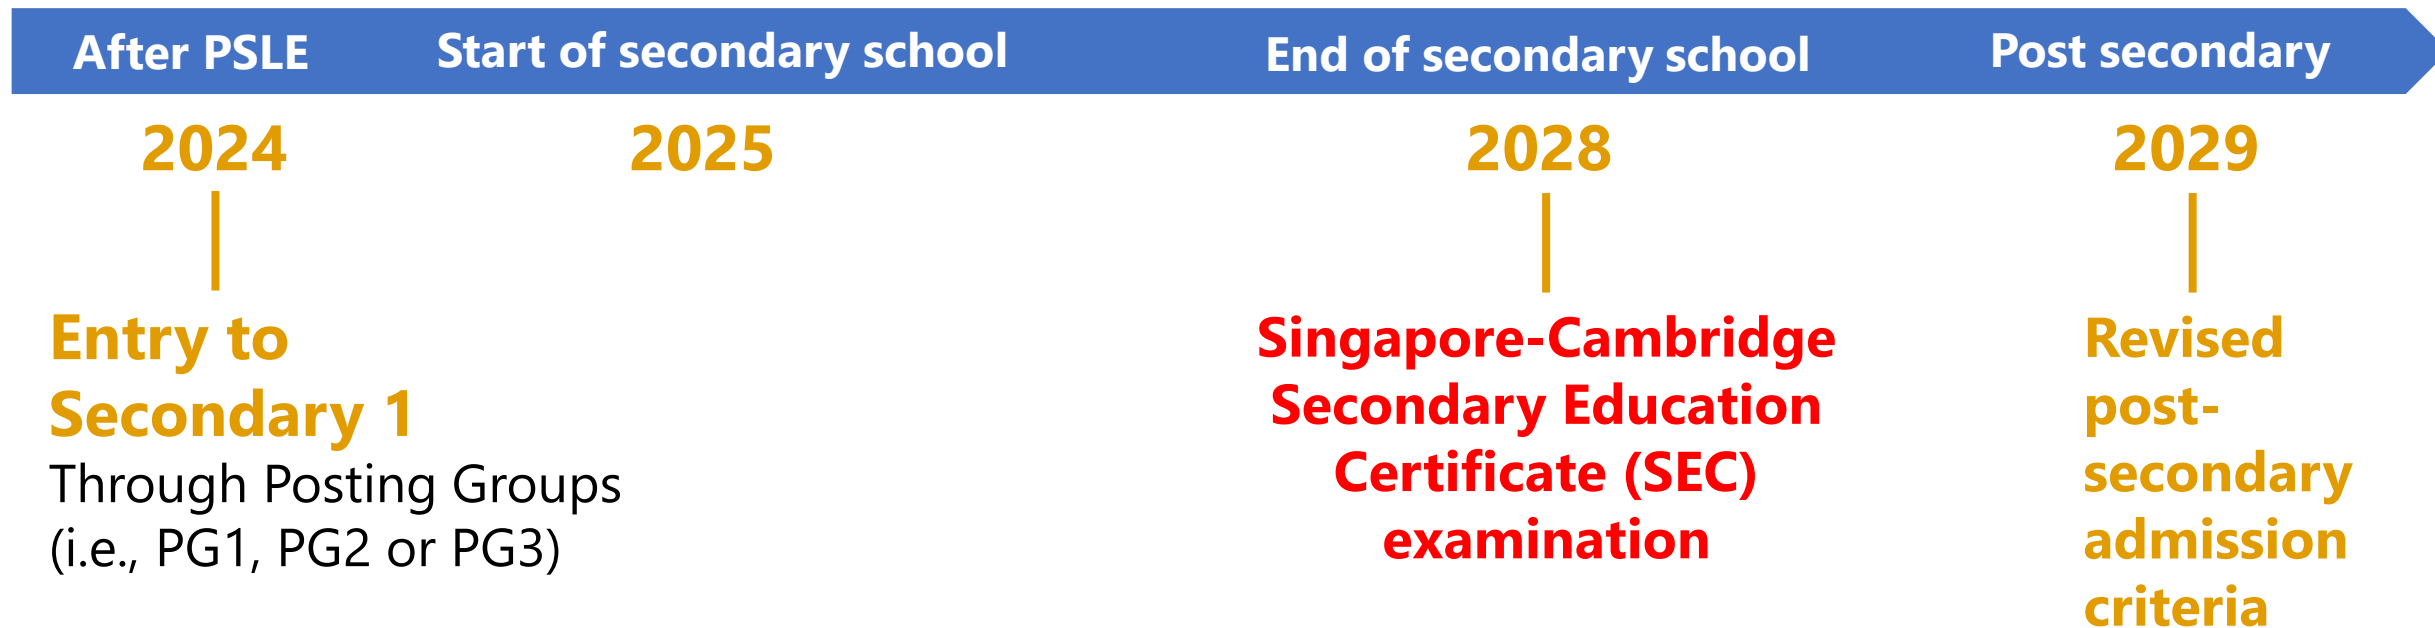 After PSLE
Start of secondary school
End of secondary school
Post secondary
2024
2025
2028
2029
Entry to
Secondary 1
Through Posting Groups
(i.e., PG1, PG2 or PG3)
Singapore-Cambridge
Secondary Education
Certificate (SEC)
examination
Revised
post-
secondary
admission
criteria